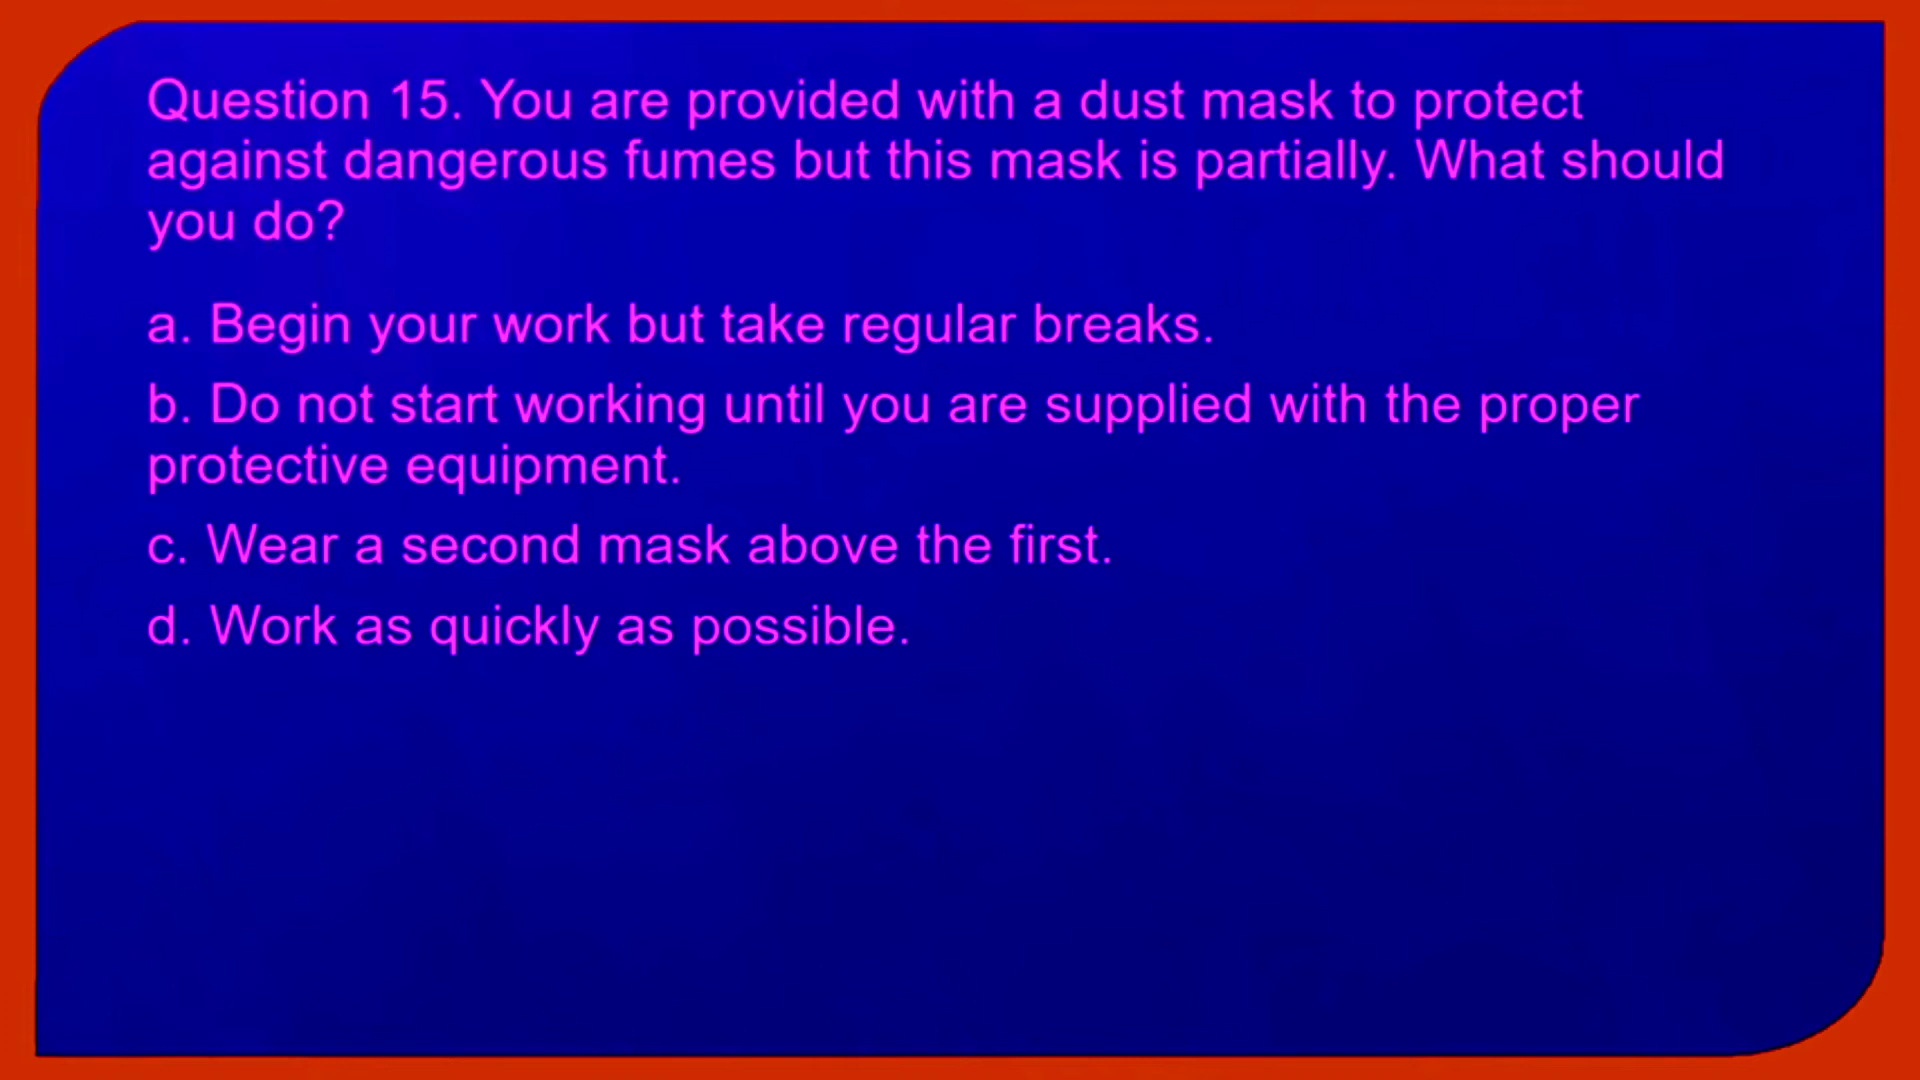 Question 15. You are provided with a dust mask to protect
against dangerous fumes but this mask is partially. What should
you do?
a. Begin your work but take regular breaks.
b. Do not start working until you are supplied with the proper
protective equipment.
c. Wear a second mask above the first.
d. Work as quickly as possible.